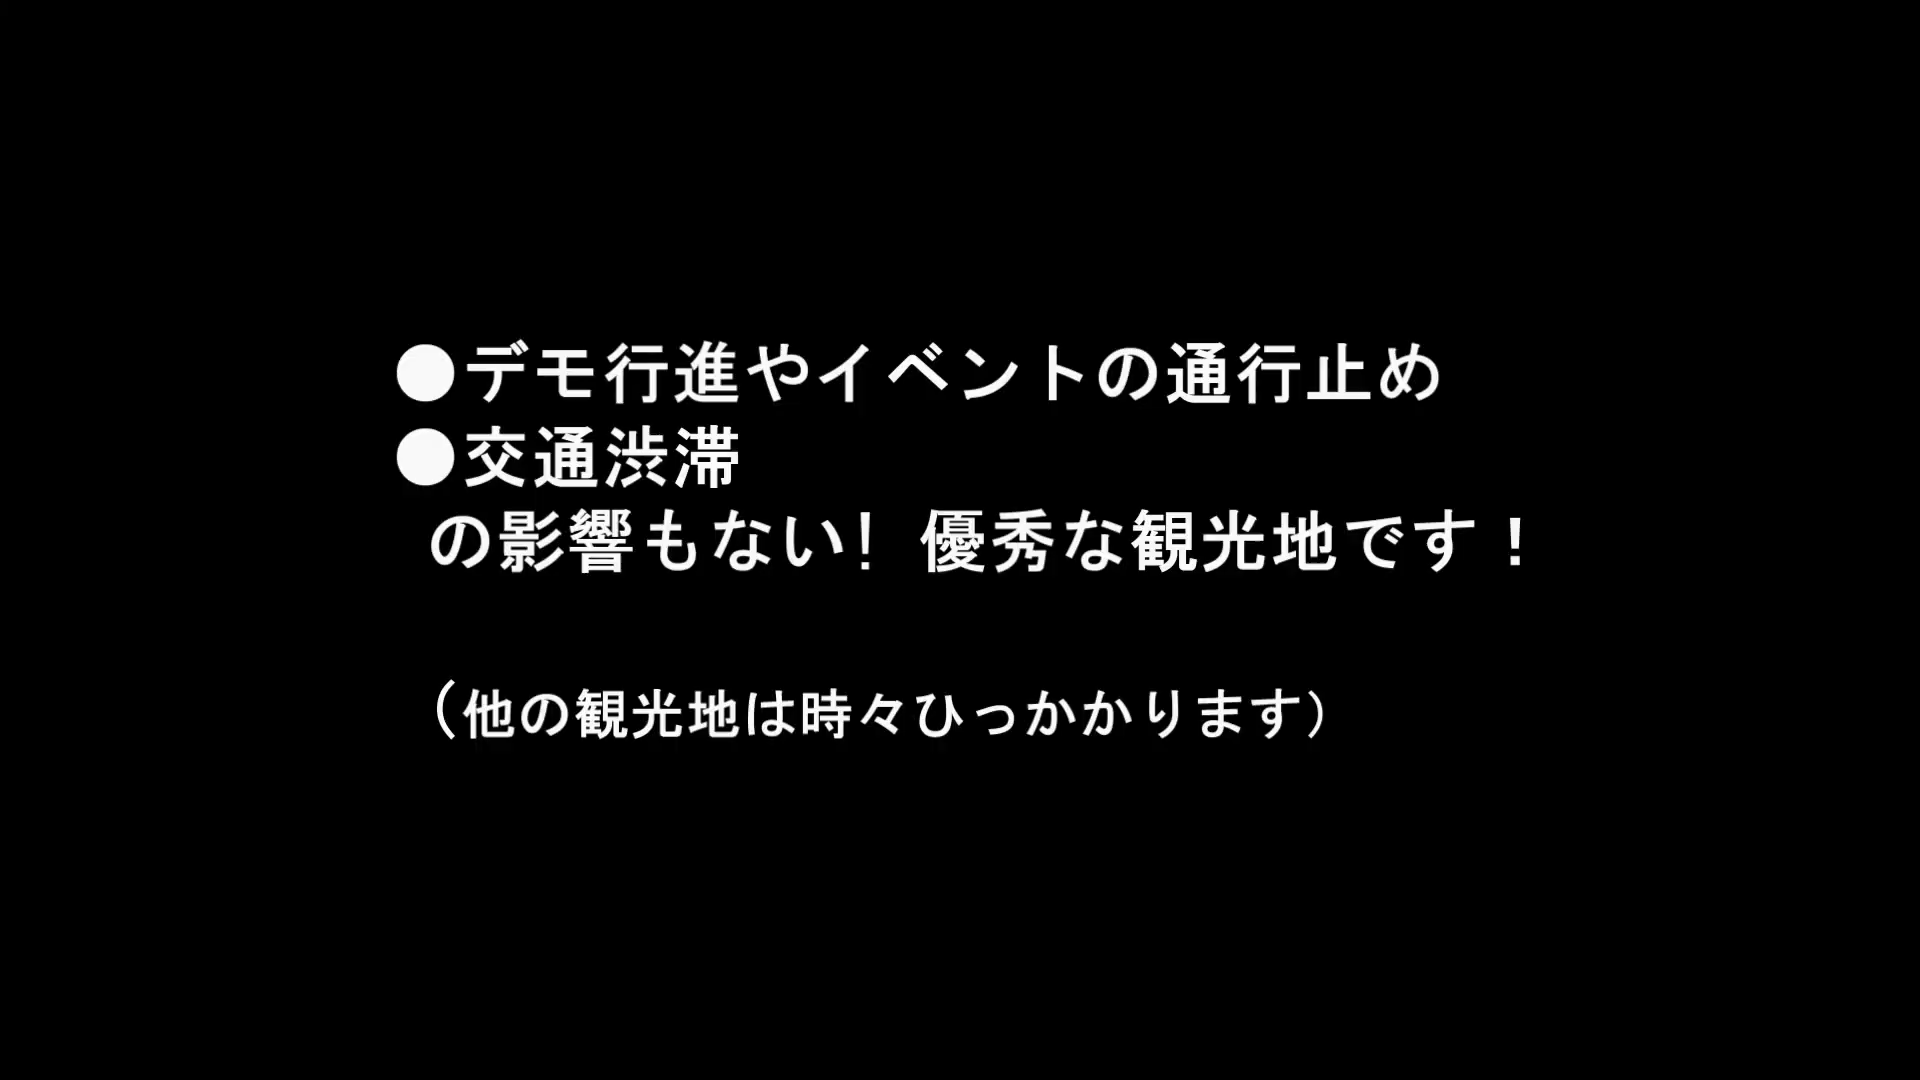 ●デモ行進やイベントの通行止め
●交通渋滞
の影響もない！優秀な観光地です！
（他の観光地は時々ひっかかります）